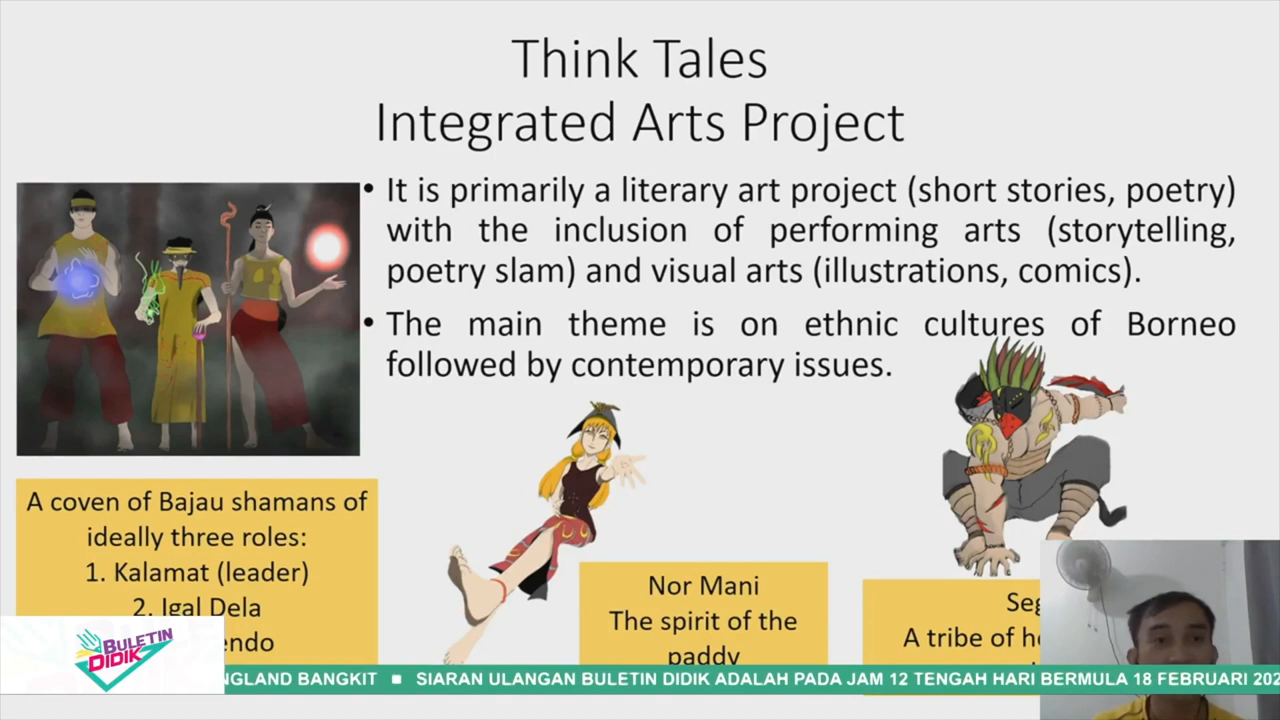 Think Tales
Integrated Arts Project
• It is primarily a literary art project (short stories, poetry)
with the inclusion of performing arts (storytelling,
poetry slam) and visual arts (illustrations, comics).
• The main theme is on ethnic cultures of Borneo
followed by contemporary issues.
A coven of Bajau shamans of
ideally three roles:
1. Kalamat (leader)
2. Igal Dela
Nor Mani
The spirit of the
paddy
A tribe of
BULETIN
DIDIK
BANGKIT ■ SIARAN ULANGAN BULETIN DIDIK ADALAH PADA JAM 12 TENGAH HARI BERMULA 18 FEBRUARI